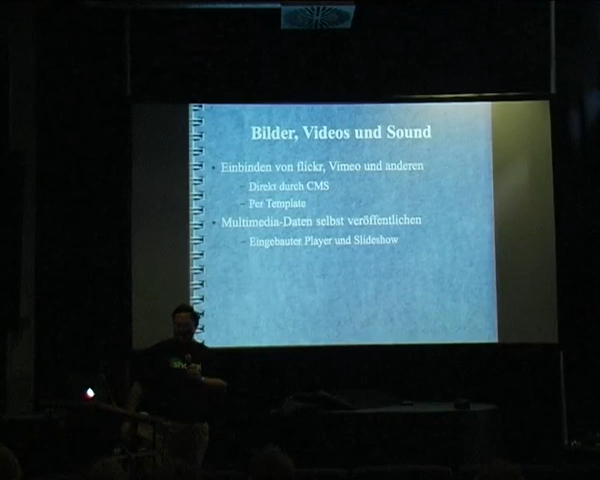 Bilder, Videos und Sound
• Einbinden von flickr, Vimeo und anderen
– Direkt durch CMS
– Per Template
• Multimedia-Daten selbst veröffentlichen
– Eingebauter Player und Slideshow